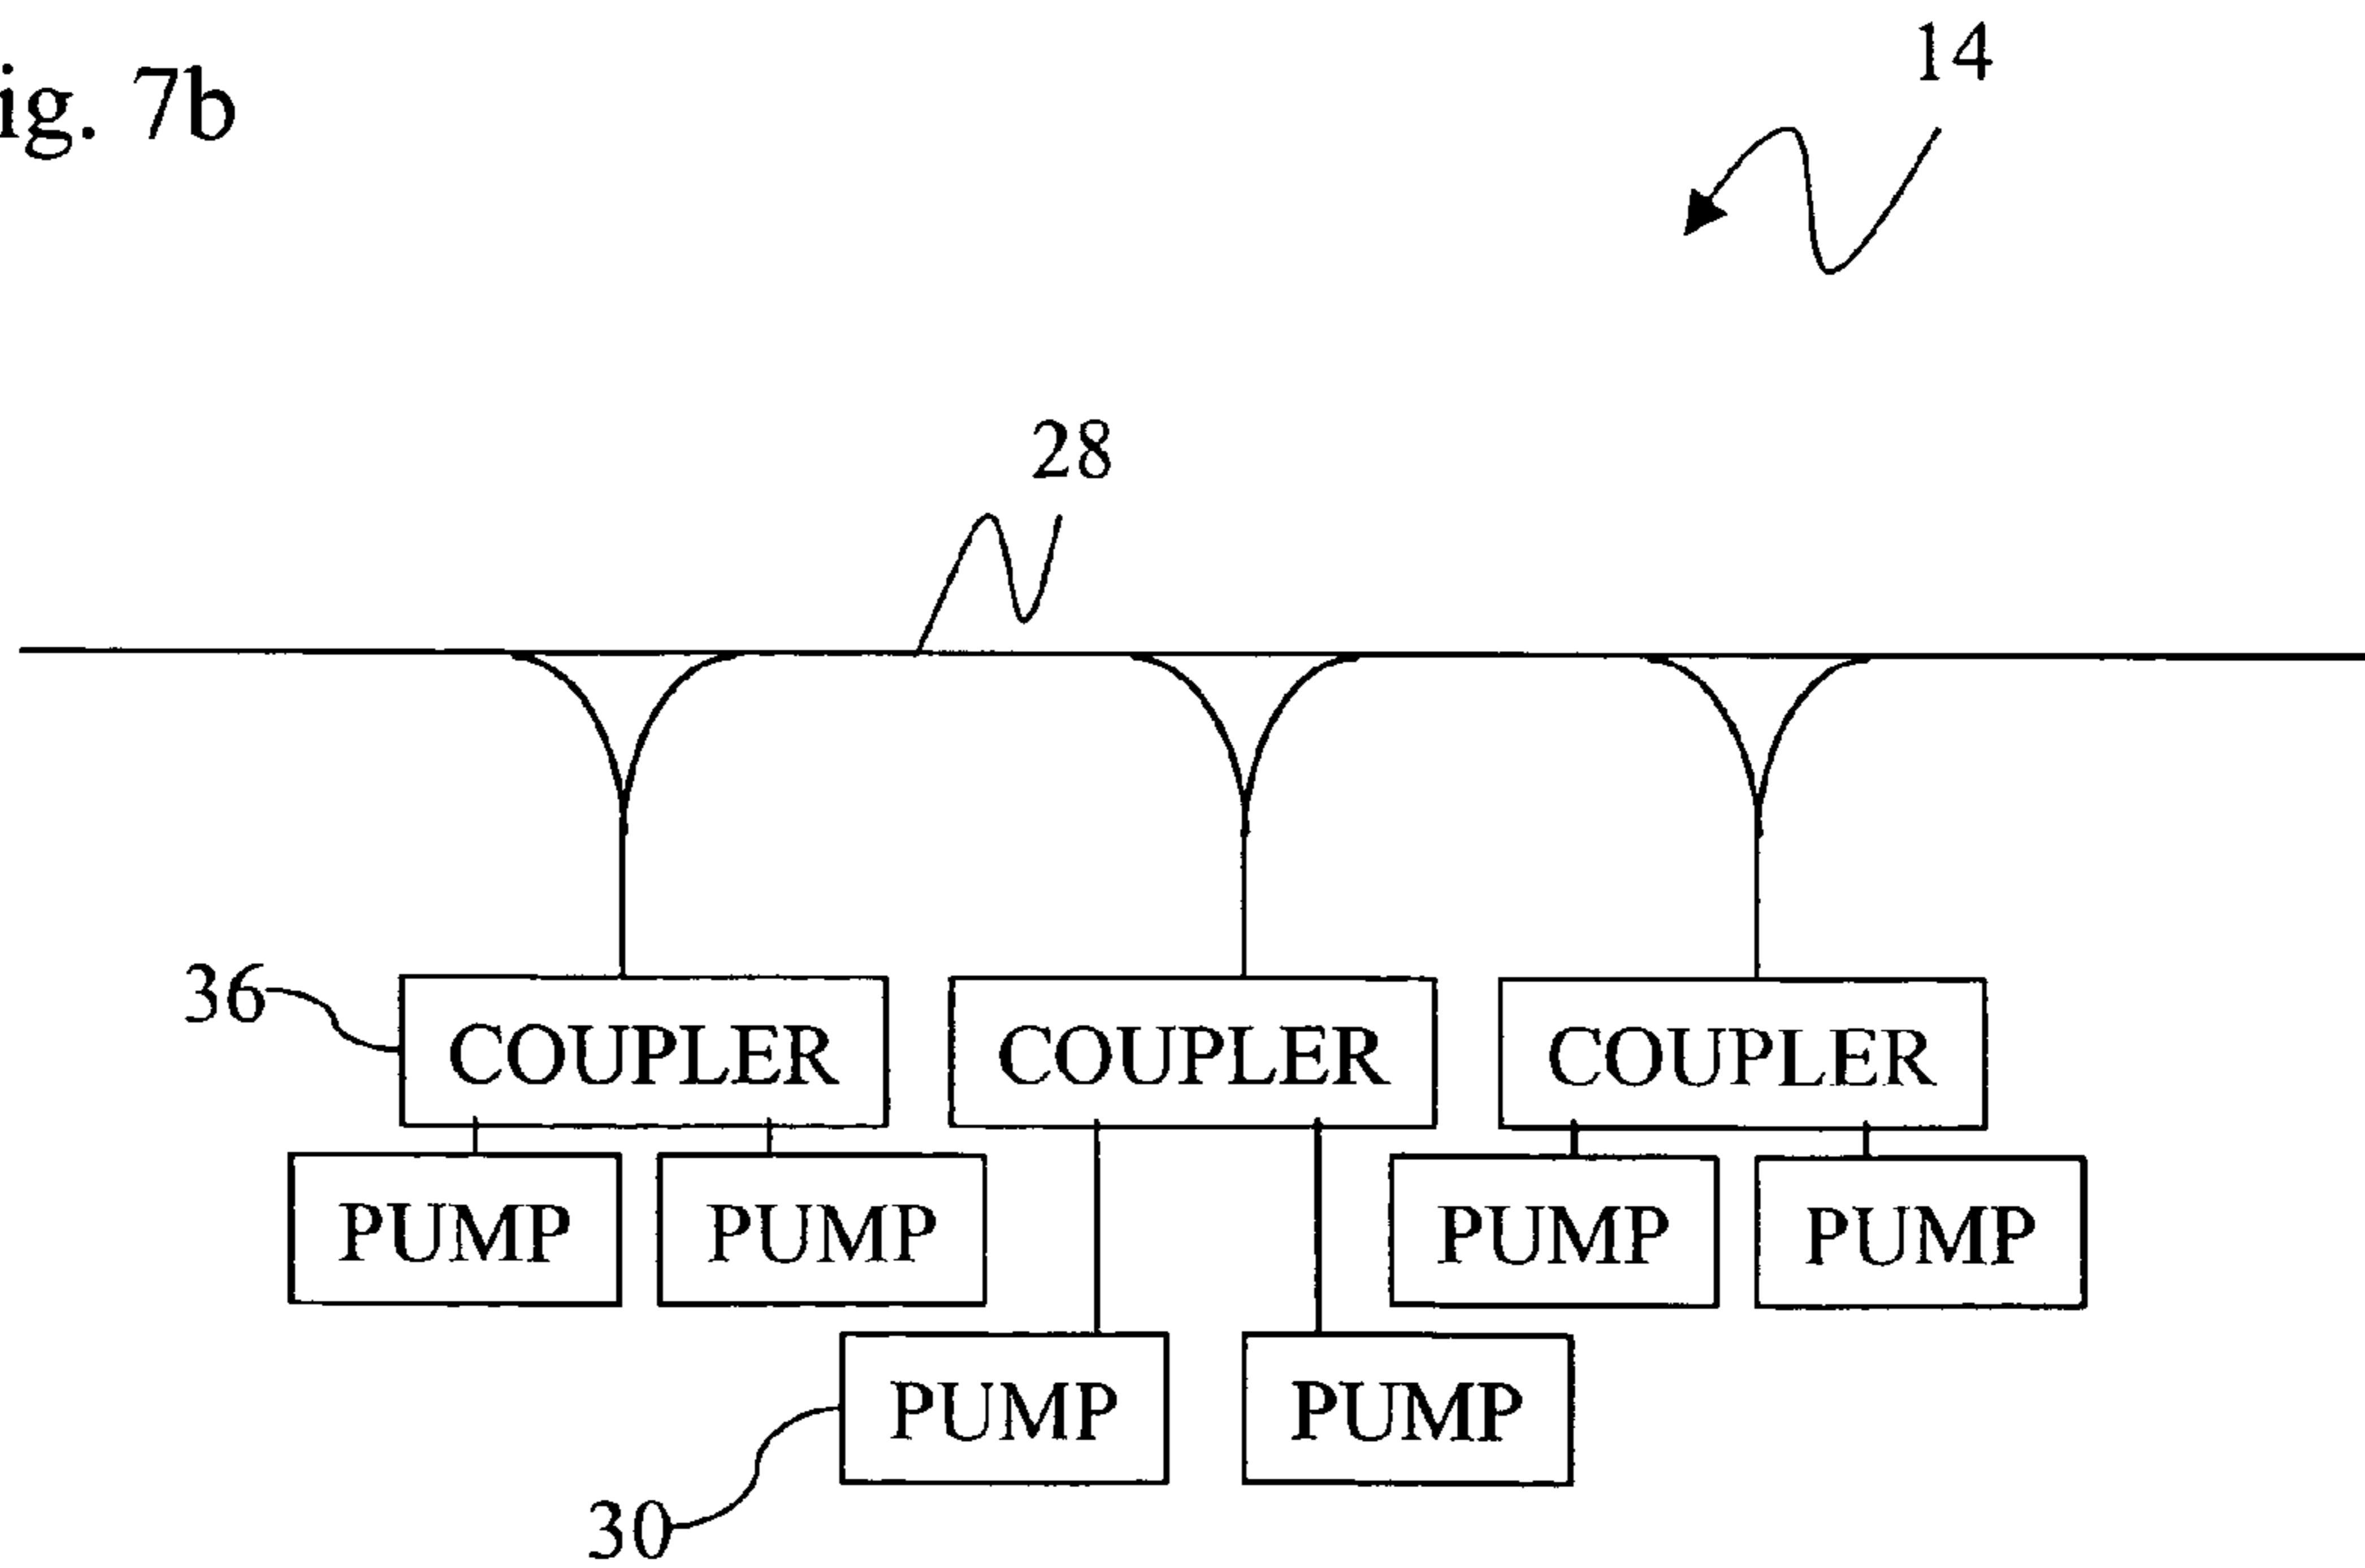 ig. 7b
14
28
36
COUPLER COUPLER COUPLER
PUMP PUMP PUMP PUMP
PUMP PUMP
30